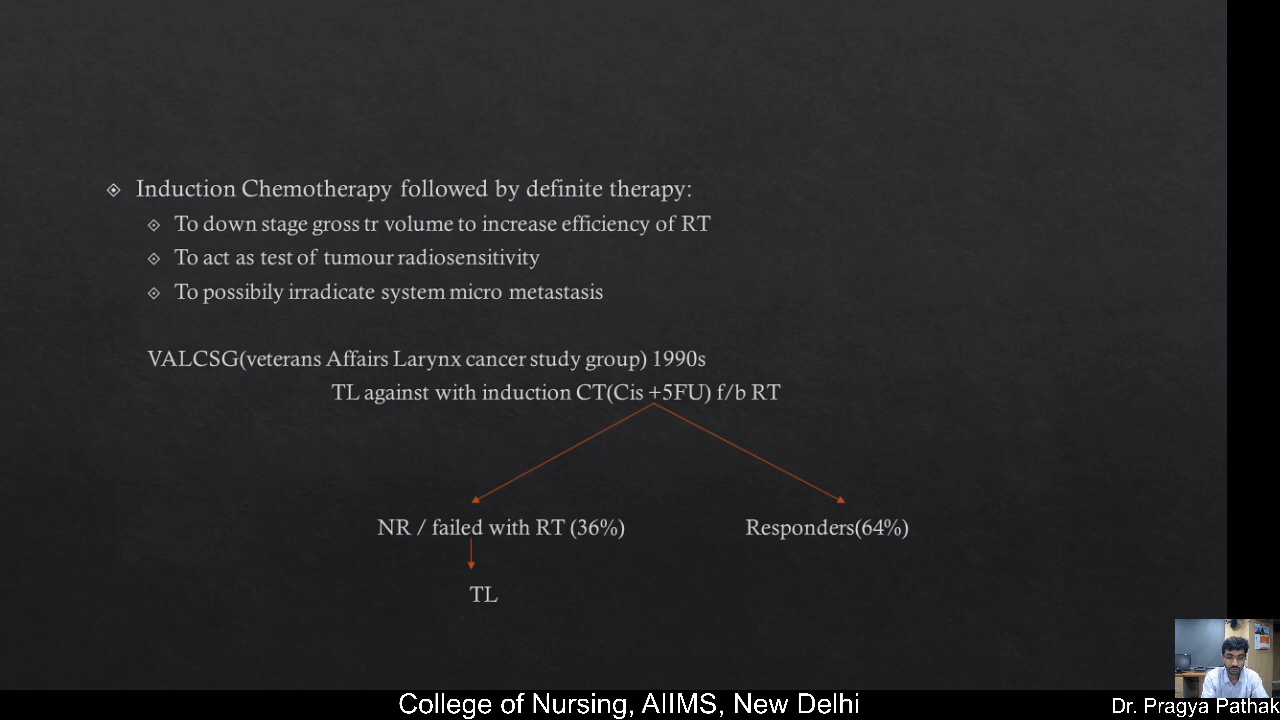 Induction Chemotherapy followed by definite therapy:
To down stage gross tr volume to increase efficiency of RT
To act as test of tumour radiosensitivity
To possibily irradicate system micro metastasis
VALCSG(veterans Affairs Larynx cancer study group) 1990s
TL against with induction CT(Cis +5FU) f/b RT
NR / failed with RT (36%)
Responders(64%)
TL
College of Nursing, AIIMS, New Delhi
Dr. Pragya Pathak